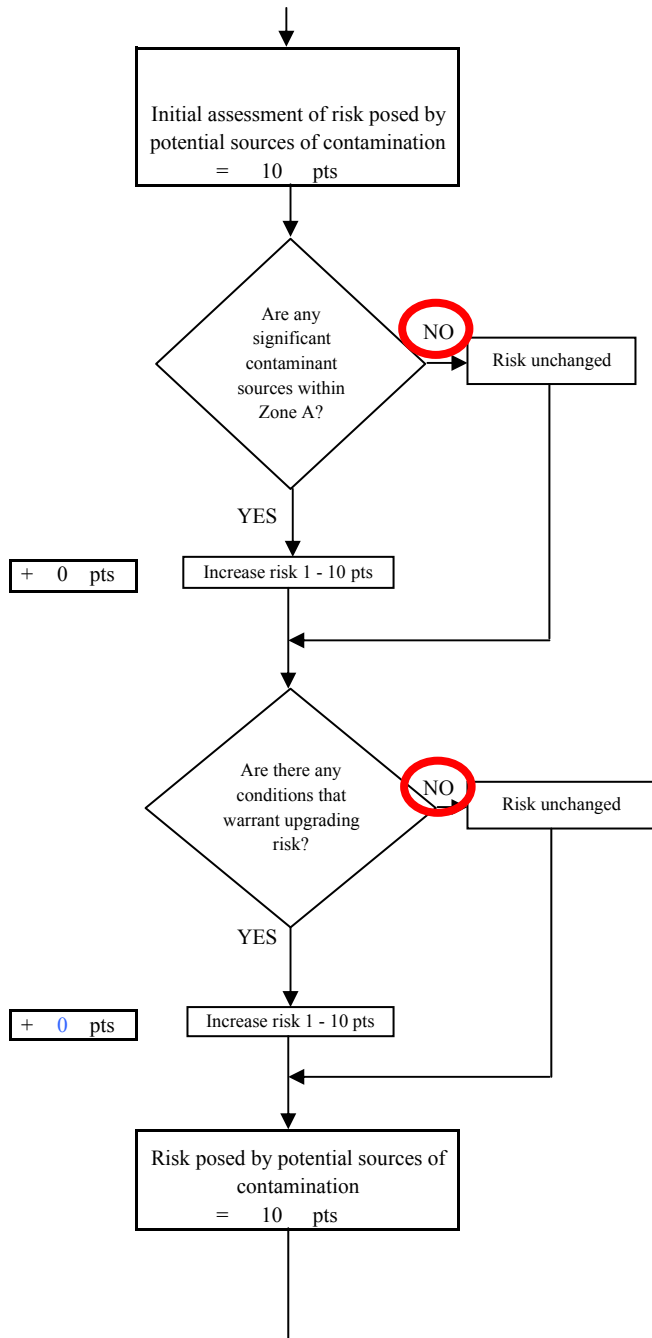 Initial assessment of risk posed by
potential sources of contamination
= 10 pts
Are any
significant
contaminant
sources within
Zone A?
NO
Risk unchanged
YES
+ 0 pts
Increase risk 1 - 10 pts
Are there any
conditions that
warrant upgrading
risk?
NO
Risk unchanged
YES
+ 0 pts
Increase risk 1 - 10 pts
Risk posed by potential sources of
contamination
= 10 pts